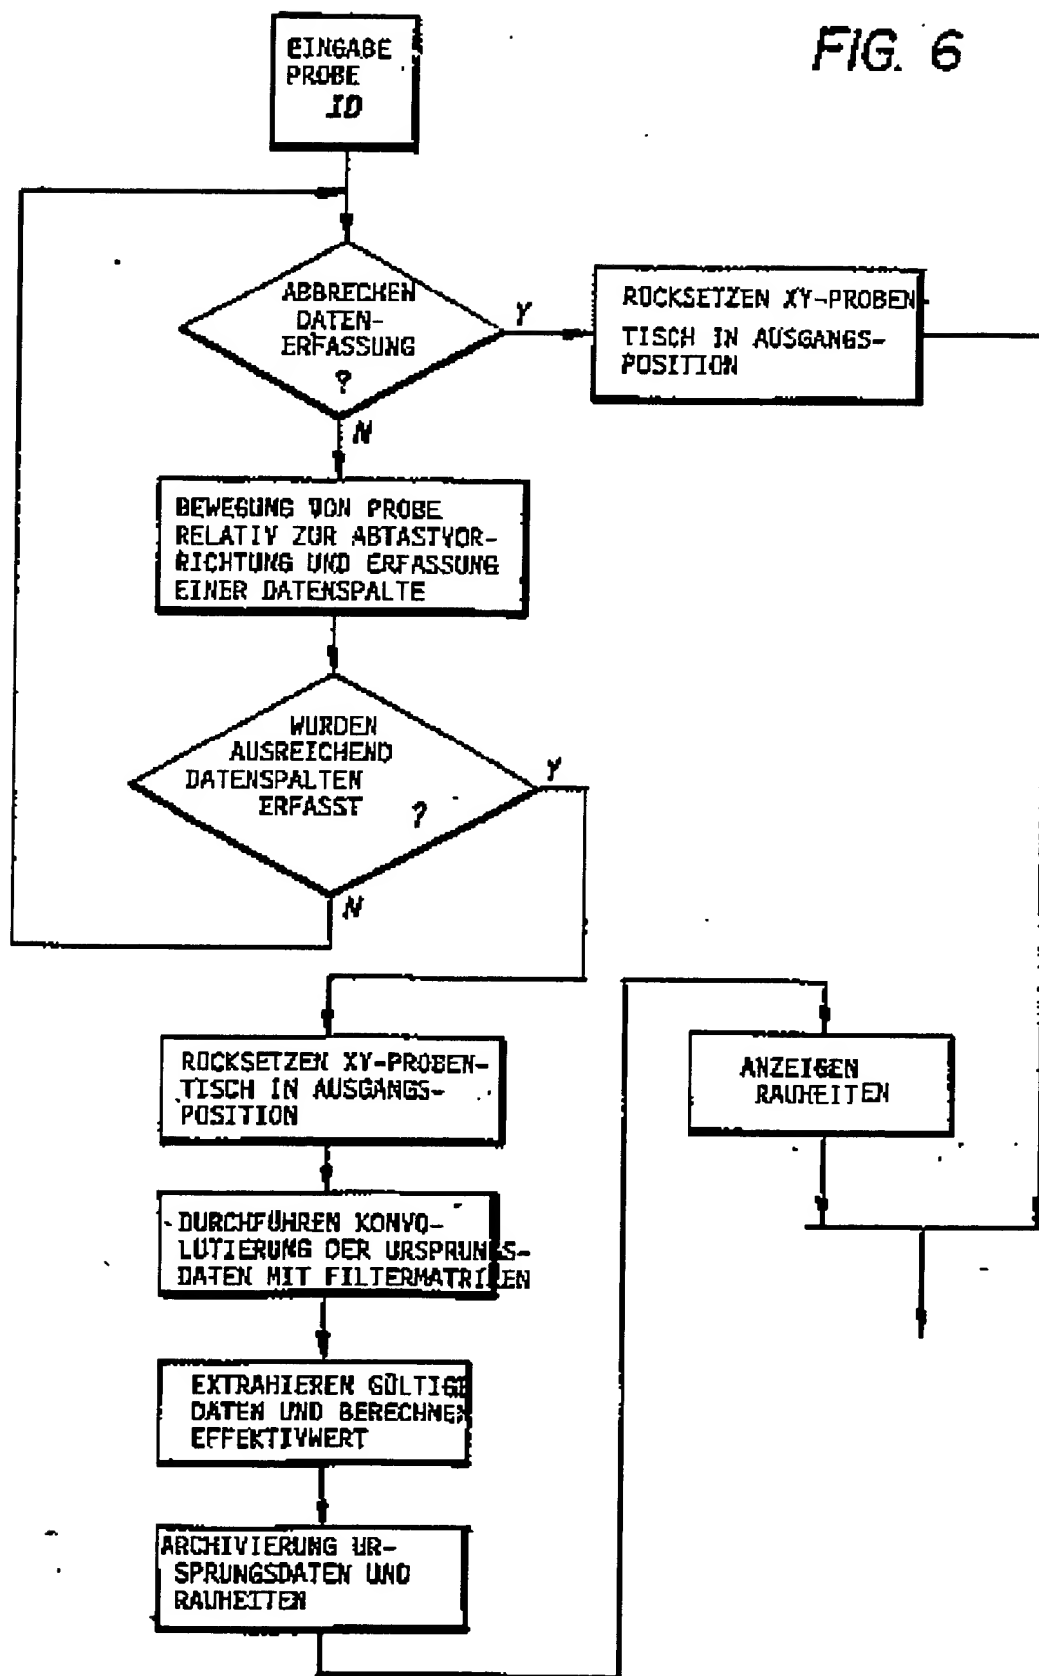 FIG. 6
EINGABE
PROBE
ID
ABBRECHEN
DATEN-
ERFASSUNG
?
Y
N
RÜCKSETZEN XY-PROBEN-
TISCH IN AUSGANGS-
POSITION
BEWEGUNG VON PROBE
RELATIV ZUR ABTASTVOR-
RICHTUNG UND ERFASSUNG
EINER DATENSPALTE
WURDEN
AUSREICHEND
DATENSPALTEN
ERFASST
?
Y
N
RÜCKSETZEN XY-PROBEN-
TISCH IN AUSGANGS-
POSITION
DURCHFÜHREN KONVO-
LUTIERUNG DER URSPRUNGS-
DATEN MIT FILTERMATRIZEN
EXTRAHIEREN GÜLTIGE
DATEN UND BERECHNEN
EFFEKTIVWERT
ARCHIVIERUNG UR-
SPRUNGSDATEN UND
RAUHEITEN
ANZEIGEN
RAUHEITEN